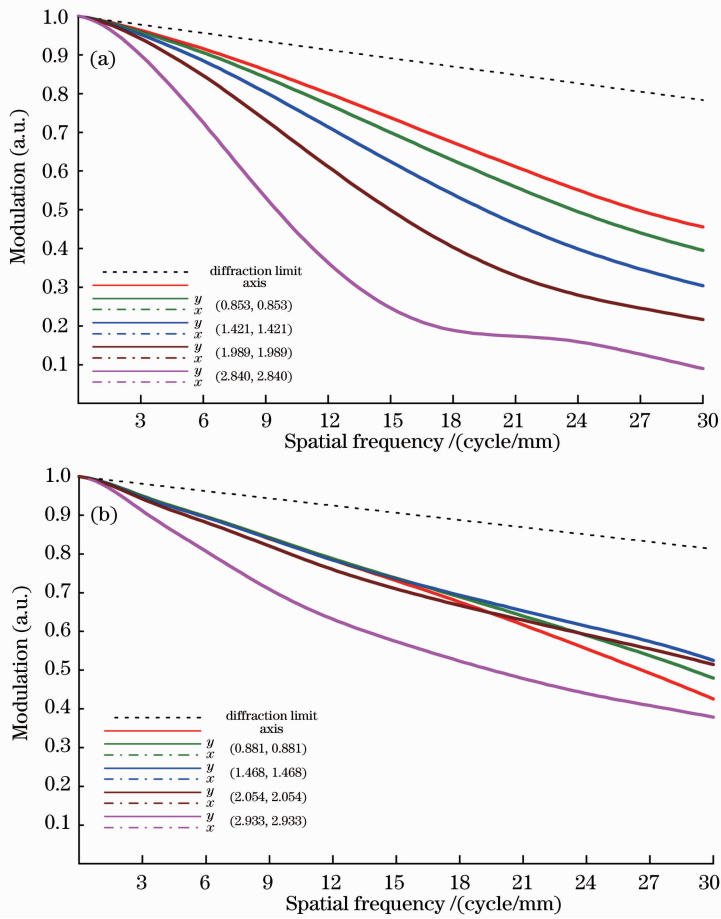 1.0
(a)
0.9
0.8
0.7
0.6
0.5
0.4
0.3
0.2
0.1
Modulation (a.u.)
diffraction limit
axis
y
x (0.853, 0.853)
y
x (1.421, 1.421)
y
x (1.989, 1.989)
y
x (2.840, 2.840)
3 6 9 12 15 18 21 24 27 30
Spatial frequency /(cycle/mm)
1.0
(b)
0.9
0.8
0.7
0.6
0.5
0.4
0.3
0.2
0.1
Modulation (a.u.)
diffraction limit
axis
y
x (0.881, 0.881)
y
x (1.468, 1.468)
y
x (2.054, 2.054)
y
x (2.933, 2.933)
3 6 9 12 15 18 21 24 27 30
Spatial frequency /(cycle/mm)